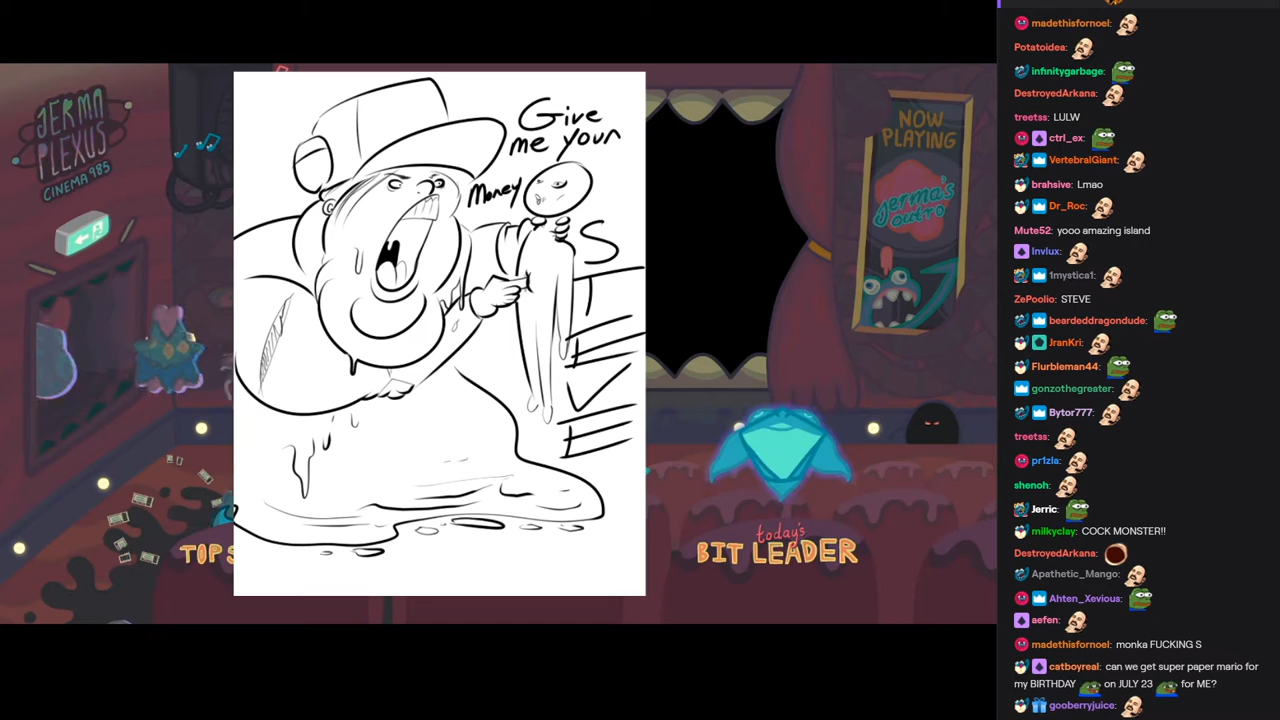 JERMA
PLEXUS
CINEMA 985
Give
me your
Money
STEVE
NOW
PLAYING
Jerma's
outro
TOPS
today's
BIT LEADER
madethisfornoel:
Potatoidea:
infinitygarbage:
DestroyedArkana:
treetss: LULW
ctrl_ex:
VertebralGiant:
brahsive: Lmao
Dr_Roc:
Mute52: yooo amazing island
Invlux:
1mystica1:
ZePoolio: STEVE
beardeddragondude:
JranKri:
Flurbleman44:
gonzothegreater:
Bytor777:
treetss:
pr1zla:
shenoh:
Jerric:
milkyclay: COCK MONSTER!!
DestroyedArkana:
Apathetic_Mango:
Ahten_Xevious:
aefen:
madethisfornoel: monka FUCKING S
catboyreal: can we get super paper mario for
my BIRTHDAY on JULY 23 for ME?
gooberryjuice: